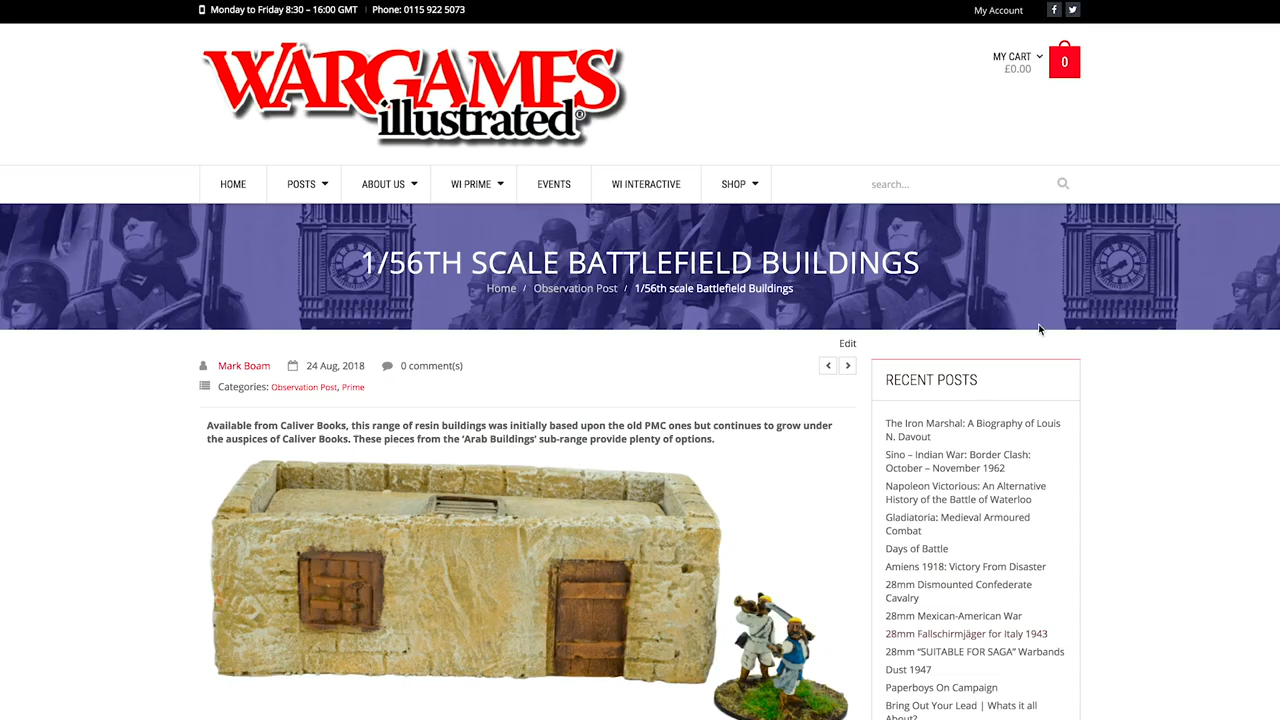 Monday to Friday 8:30 – 16:00 GMT | Phone: 0115 922 5073
My Account
WARGAMES
illustrated®
MY CART
£0.00
0
HOME
POSTS
ABOUT US
WI PRIME
EVENTS
WI INTERACTIVE
SHOP
search...
1/56TH SCALE BATTLEFIELD BUILDINGS
Home / Observation Post / 1/56th scale Battlefield Buildings
Edit
Mark Boam
24 Aug, 2018
0 comment(s)
Categories: Observation Post, Prime
Available from Caliver Books, this range of resin buildings was initially based upon the old PMC ones but continues to grow under
the auspices of Caliver Books. These pieces from the ‘Arab Buildings’ sub-range provide plenty of options.
RECENT POSTS
The Iron Marshal: A Biography of Louis
N. Davout
Sino – Indian War: Border Clash:
October – November 1962
Napoleon Victorious: An Alternative
History of the Battle of Waterloo
Gladiatoria: Medieval Armoured
Combat
Days of Battle
Amiens 1918: Victory From Disaster
28mm Dismounted Confederate
Cavalry
28mm Mexican-American War
28mm Fallschirmjäger for Italy 1943
28mm “SUITABLE FOR SAGA” Warbands
Dust 1947
Paperboys On Campaign
Bring Out Your Lead | Whats it all
About?